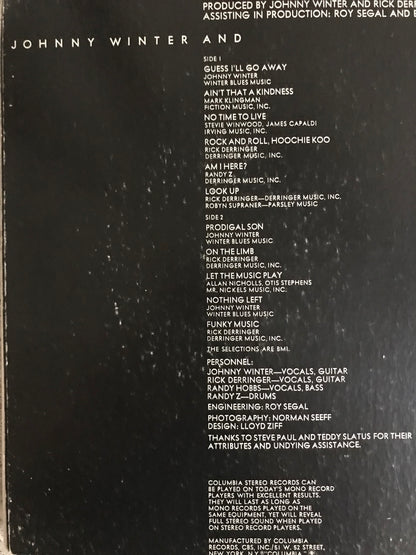 PRODUCED BY JOHNNY WINTER AND RICK
ASSISTING IN PRODUCTION: ROY SEGAL AND
JOHNNY WINTER AND
SIDE 1
GUESS I'LL GO AWAY
JOHNNY WINTER
WINTER BLUES MUSIC
AIN'T THAT A KINDNESS
MARK KLINGMAN
FICTION MUSIC, INC.
NO TIME TO LIVE
STEVIE WINWOOD, JAMES CAPALDI
IRVING MUSIC, INC.
ROCK AND ROLL, HOOCHIE KOO
RICK DERRINGER
DERRINGER MUSIC, INC.
AM I HERE?
RANDY Z.
DERRINGER MUSIC, INC.
LOOK UP
RICK DERRINGER—DERRINGER MUSIC, INC.
ROBYN SUPRANER—PARSLEY MUSIC
SIDE 2
PRODIGAL SON
JOHNNY WINTER
WINTER BLUES MUSIC
ON THE LIMB
RICK DERRINGER
DERRINGER MUSIC, INC.
LET THE MUSIC PLAY
ALLAN NICHOLLS, OTIS STEPHENS
MR. NICKELS MUSIC, INC.
NOTHING LEFT
JOHNNY WINTER
WINTER BLUES MUSIC
FUNKY MUSIC
RICK DERRINGER
DERRINGER MUSIC, INC.
THE SELECTIONS ARE BMI.
PERSONNEL:
JOHNNY WINTER—VOCALS, GUITAR
RICK DERRINGER—VOCALS, GUITAR
RANDY HOBBS—VOCALS, BASS
RANDY Z—DRUMS
ENGINEERING: ROY SEGAL
PHOTOGRAPHY: NORMAN SEEFF
DESIGN: LLOYD ZIFF
THANKS TO STEVE PAUL AND TEDDY SLATUS FOR THEIR
ATTRIBUTES AND UNDYING ASSISTANCE.
COLUMBIA STEREO RECORDS CAN
BE PLAYED ON TODAY'S MONO RECORD
PLAYERS WITH EXCELLENT RESULTS.
THEY WILL LAST AS LONG AS
MONO RECORDS PLAYED ON THE
SAME EQUIPMENT, YET WILL REVEAL
FULL STEREO SOUND WHEN PLAYED
ON STEREO RECORD PLAYERS.
MANUFACTURED BY COLUMBIA
RECORDS, CBS, INC./51 W. 52 STREET,
NEW YORK, N.Y./"COLUMBIA,"